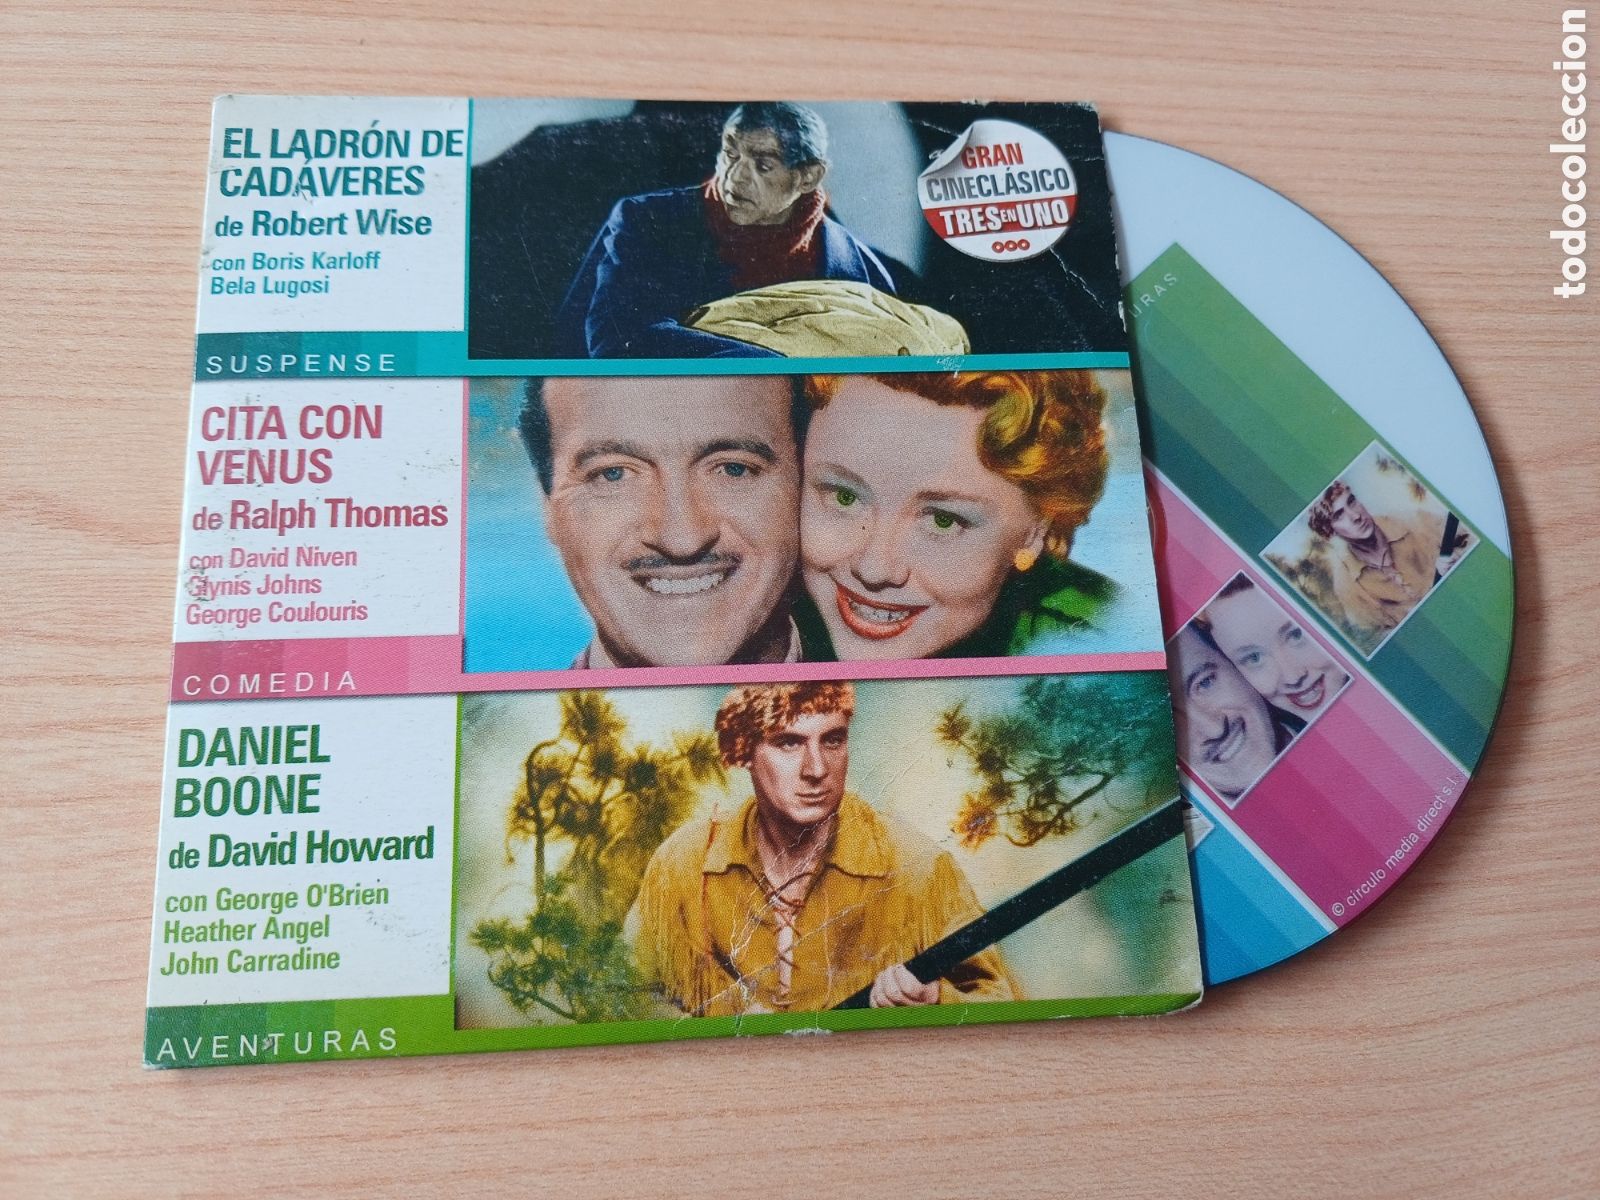 EL LADRÓN DE
CADÁVERES
de Robert Wise
con Boris Karloff
Bela Lugosi
SUSPENSE
GRAN
CINECLÁSICO
TRES EN UNO
CITA CON
VENUS
de Ralph Thomas
con David Niven
Glynis Johns
George Coulouris
COMEDIA
DANIEL
BOONE
de David Howard
con George O'Brien
Heather Angel
John Carradine
AVENTURAS
URAS
© círculo media direct s.l.
todocoleccion